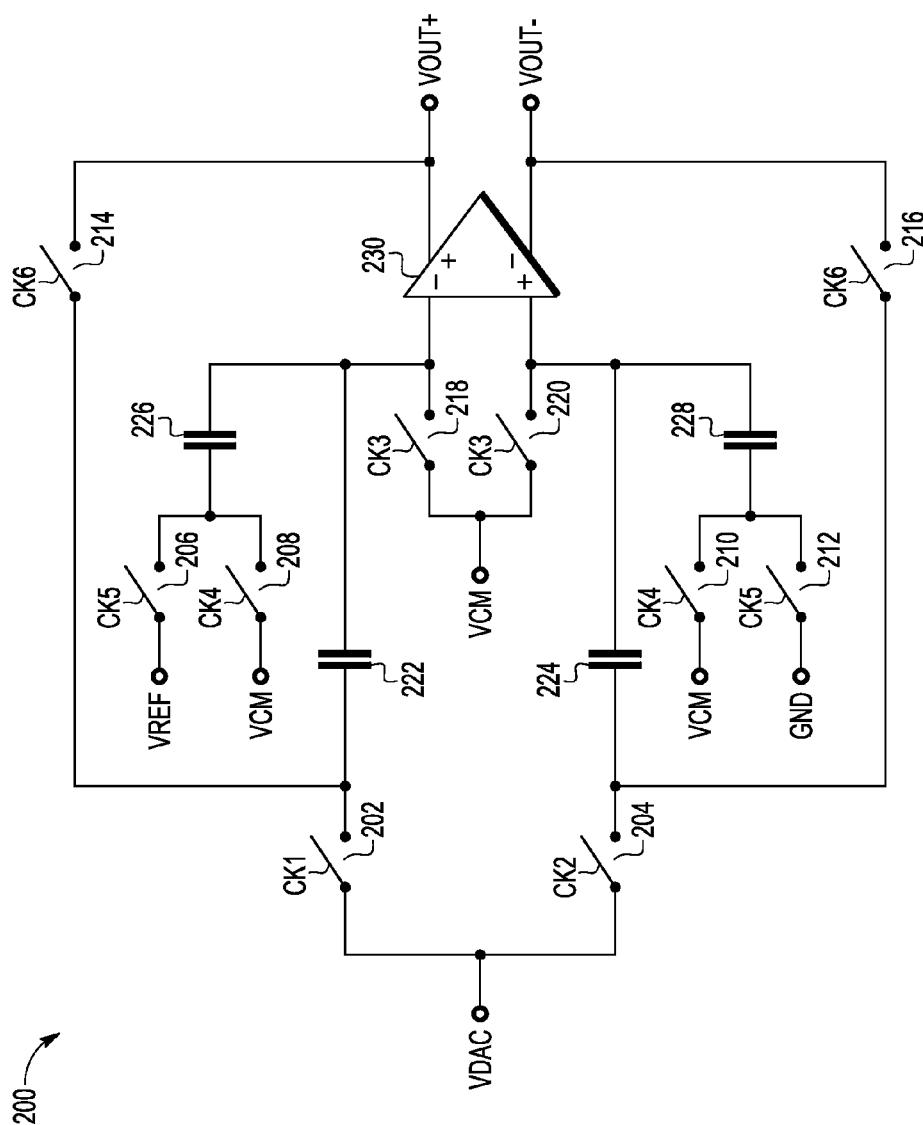 200
VDAC
CK1
202
CK2
204
CK6
214
VREF
CK5
206
VCM
CK4
208
226
222
VCM
CK3
218
CK3
220
230
-
+
+
-
VOUT+
VOUT-
224
VCM
CK4
210
GND
CK5
212
228
CK6
216